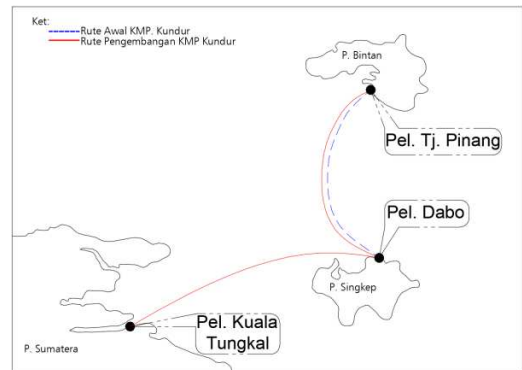 Ket:
Rute Awal KMP. Kundur
Rute Pengembangan KMP Kundur
P. Bintan
Pel. Tj. Pinang
Pel. Dabo
P. Singkep
Pel. Kuala
Tungkal
P. Sumatera